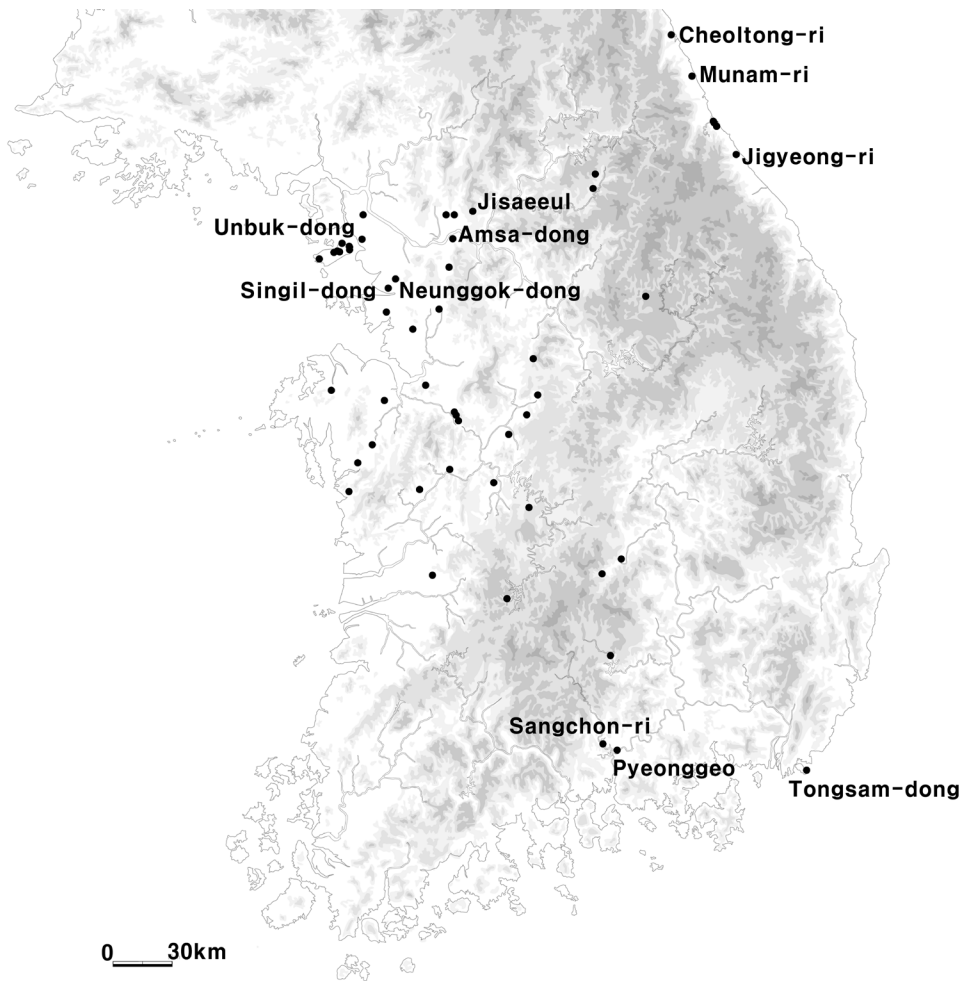 Cheoltong-ri
Munam-ri
Jigyeong-ri
Jisaeeul
Unbuk-dong
Amsa-dong
Singil-dong
Neunggok-dong
Sangchon-ri
Pyeonggeo
Tongsam-dong
0 30km